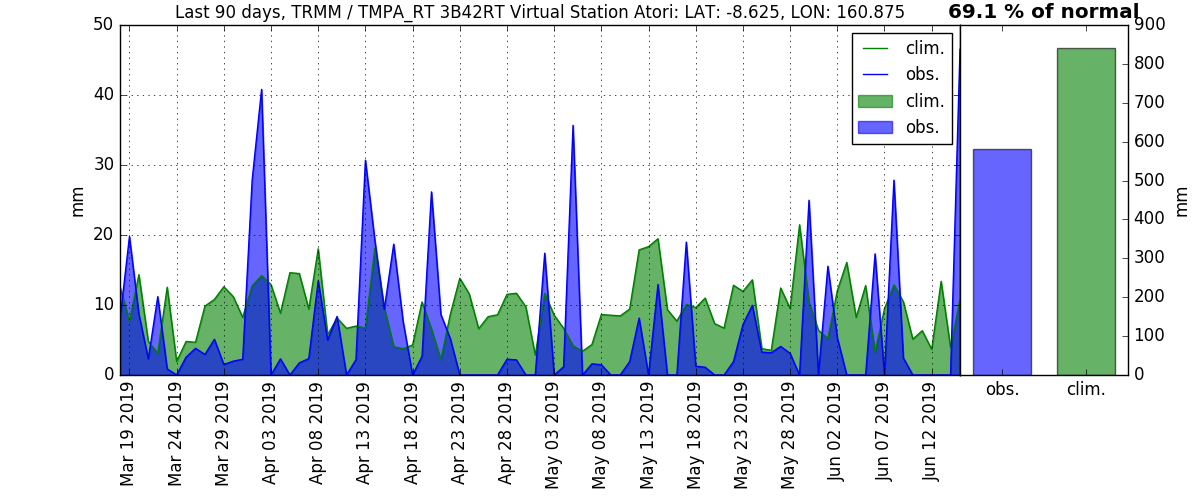 Last 90 days, TRMM / TMPA_RT 3B42RT Virtual Station Atori: LAT: -8.625, LON: 160.875
69.1 % of normal
50
40
30
20
10
0
mm
clim.
obs.
clim.
obs.
900
800
700
600
500
400
300
200
100
0
mm
Mar 19 2019
Mar 24 2019
Mar 29 2019
Apr 03 2019
Apr 08 2019
Apr 13 2019
Apr 18 2019
Apr 23 2019
Apr 28 2019
May 03 2019
May 08 2019
May 13 2019
May 18 2019
May 23 2019
May 28 2019
Jun 02 2019
Jun 07 2019
Jun 12 2019
obs.
clim.